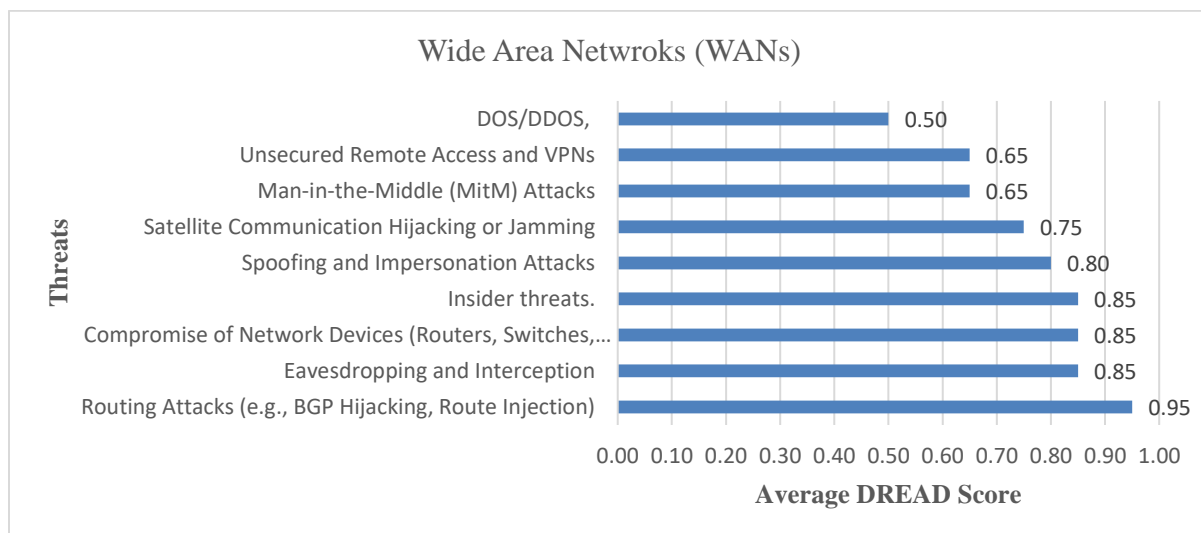 Wide Area Netwroks (WANs)
Threats
DOS/DDOS,
0.50
Unsecured Remote Access and VPNs
0.65
Man-in-the-Middle (MitM) Attacks
0.65
Satellite Communication Hijacking or Jamming
0.75
Spoofing and Impersonation Attacks
0.80
Insider threats.
0.85
Compromise of Network Devices (Routers, Switches,...
0.85
Eavesdropping and Interception
0.85
Routing Attacks (e.g., BGP Hijacking, Route Injection)
0.95
0.00 0.10 0.20 0.30 0.40 0.50 0.60 0.70 0.80 0.90 1.00
Average DREAD Score